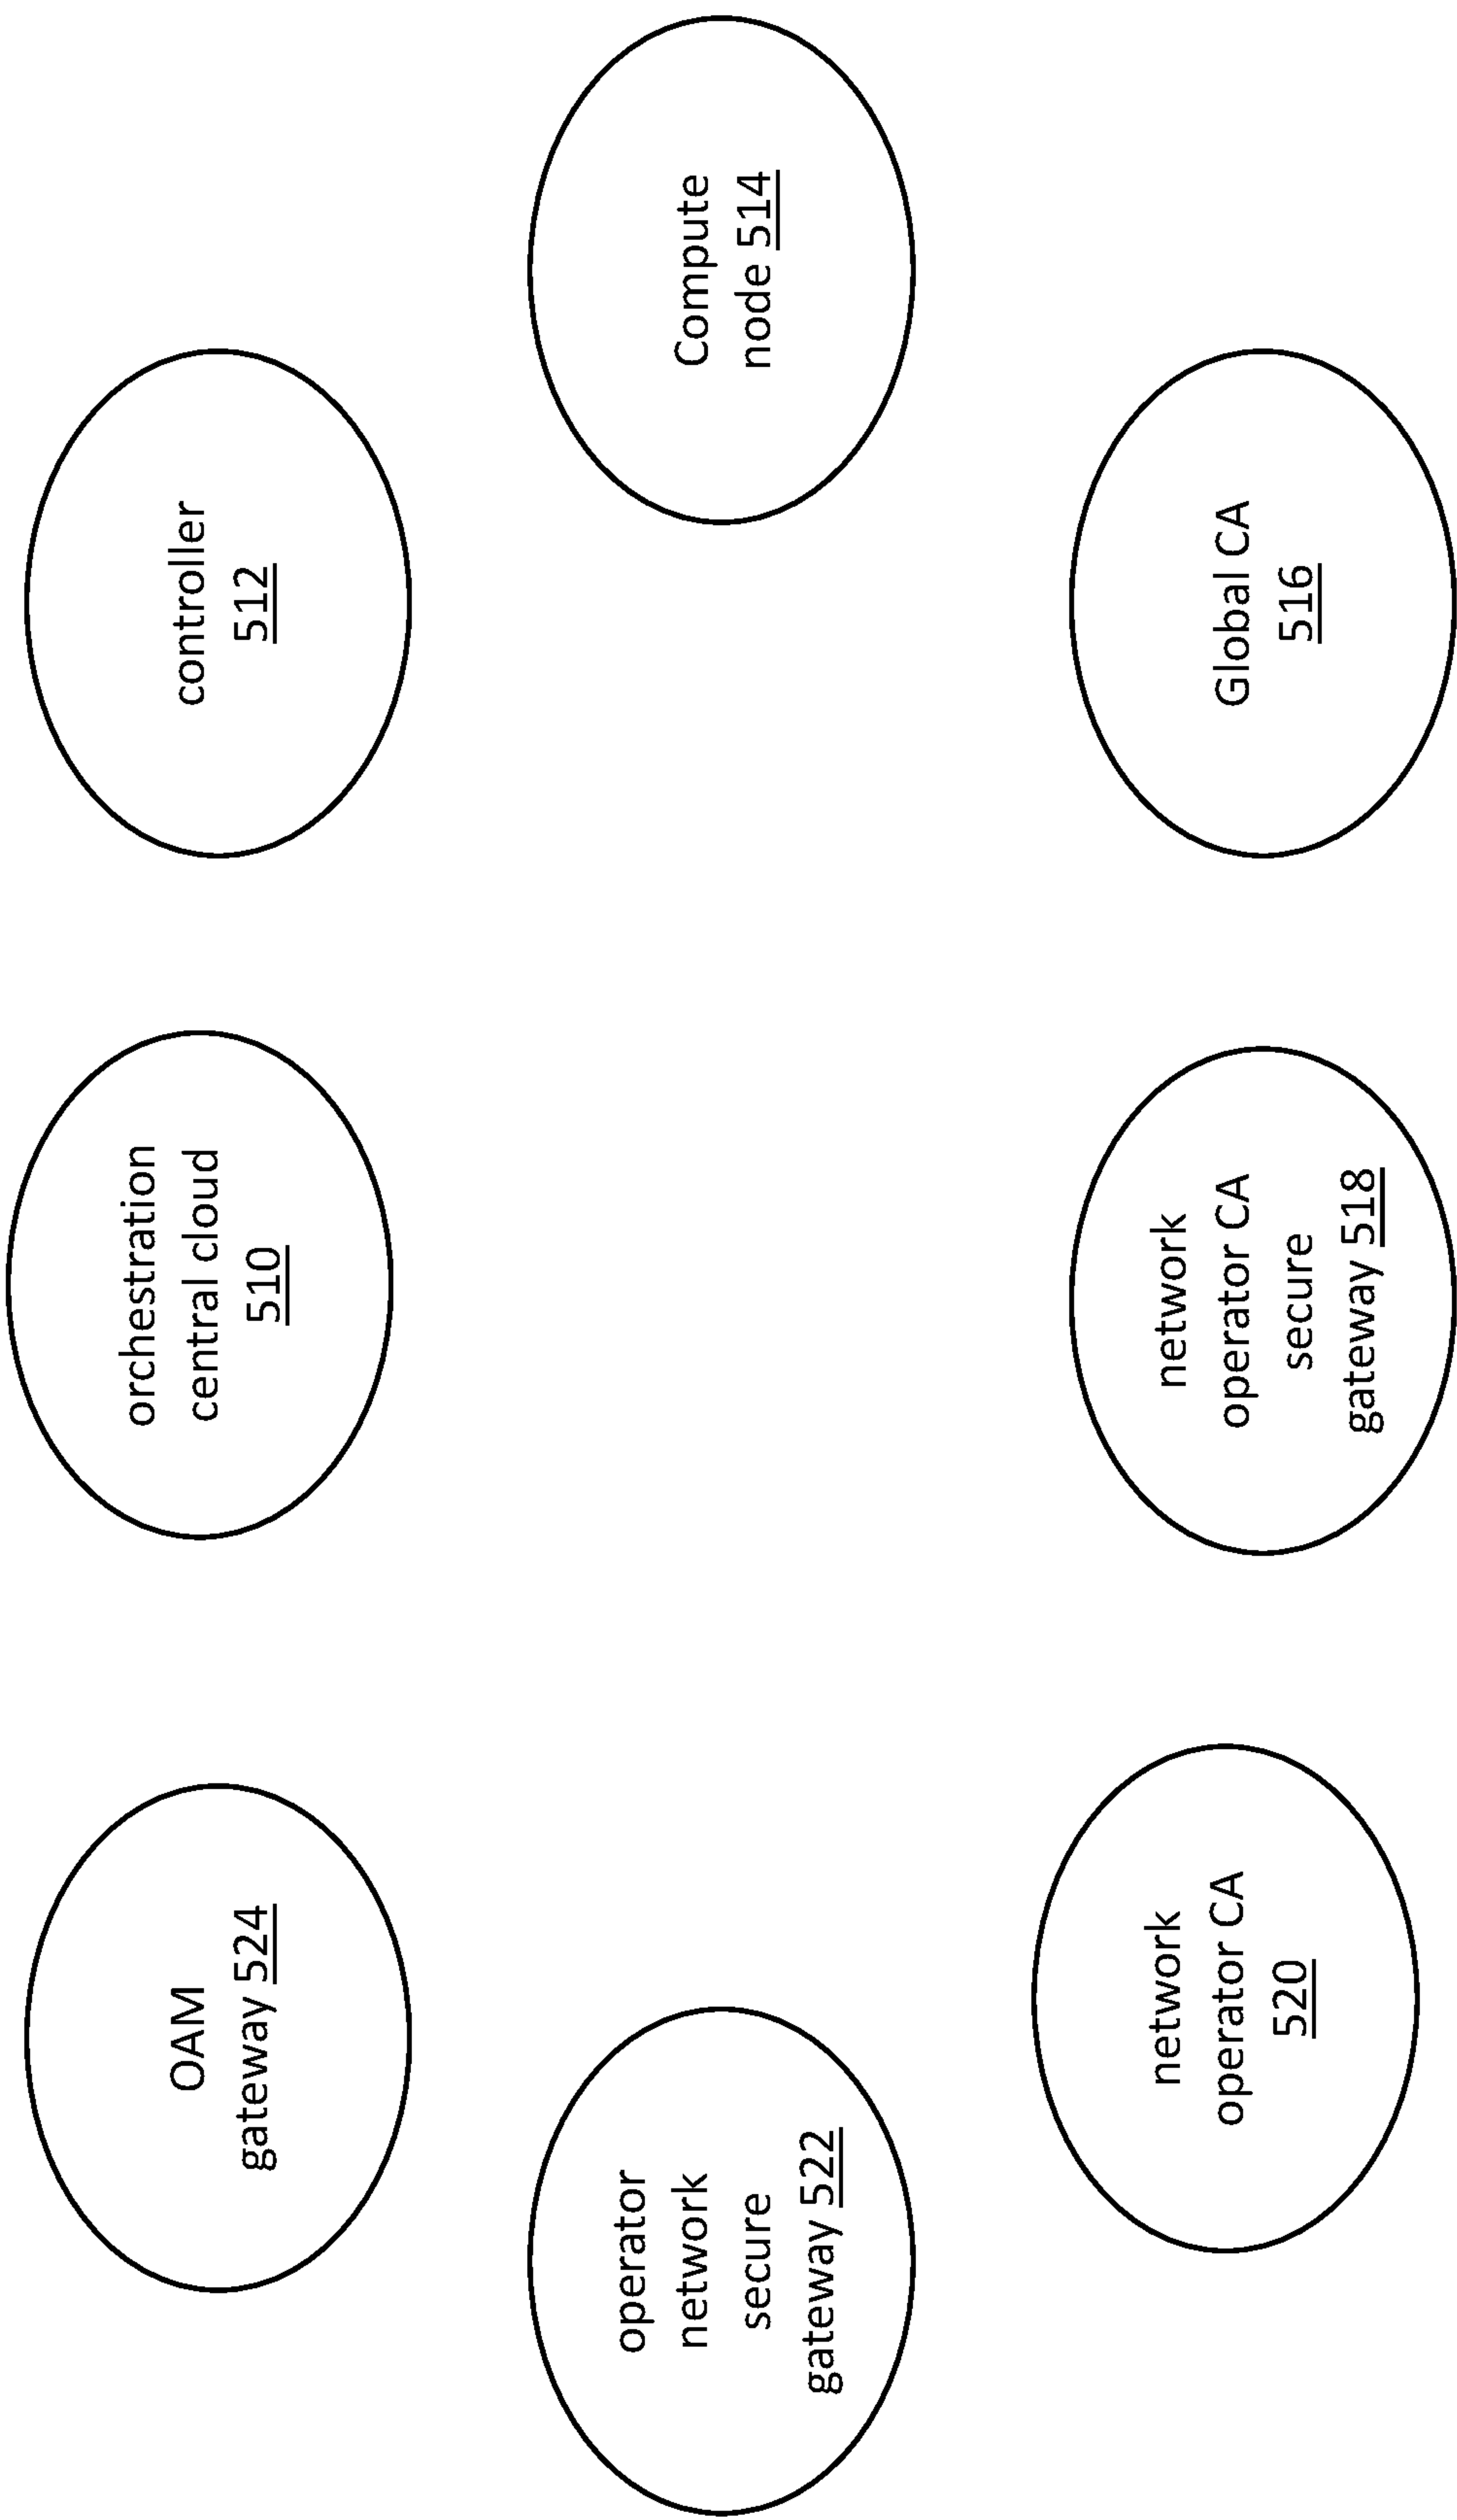 orchestration
central cloud
510
controller
512
Compute
node 514
Global CA
516
network
operator CA
secure
gateway 518
network
operator CA
520
operator
network
secure
gateway 522
OAM
gateway 524